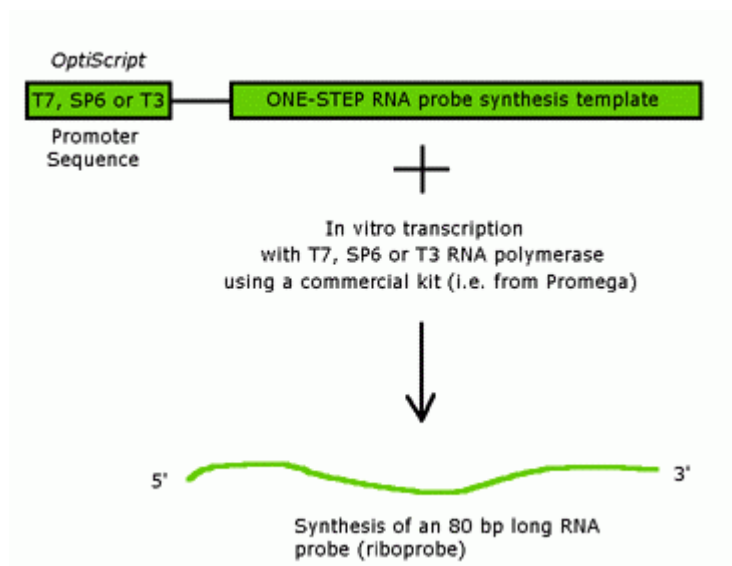 OptiScript
T7, SP6 or T3
ONE-STEP RNA probe synthesis template
Promoter
Sequence
In vitro transcription
with T7, SP6 or T3 RNA polymerase
using a commercial kit (i.e. from Promega)
5'
3'
Synthesis of an 80 bp long RNA
probe (riboprobe)